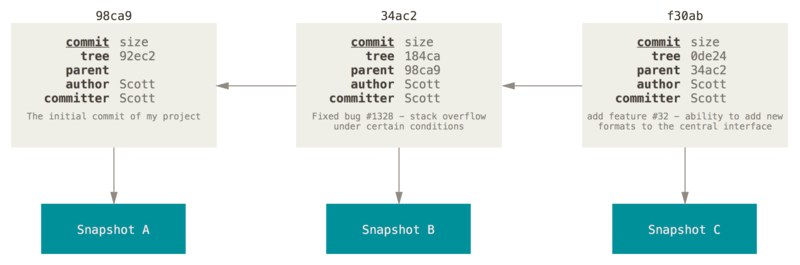 98ca9
commit size
tree 92ec2
parent
author Scott
committer Scott
The initial commit of my project
Snapshot A
34ac2
commit size
tree 184ca
parent 98ca9
author Scott
committer Scott
Fixed bug #1328 – stack overflow
under certain conditions
Snapshot B
f30ab
commit size
tree 0de24
parent 34ac2
author Scott
committer Scott
add feature #32 – ability to add new
formats to the central interface
Snapshot C